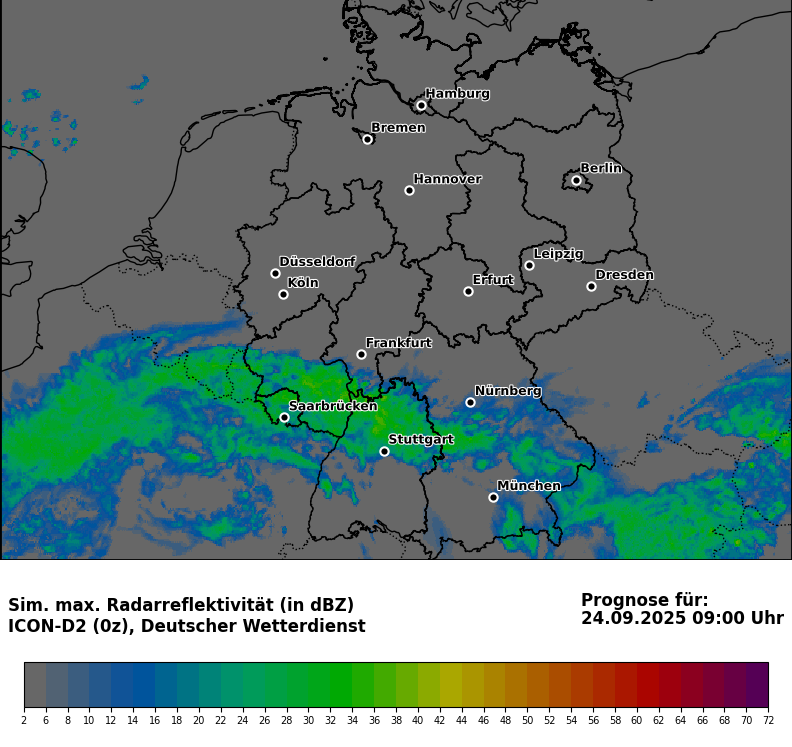 Hamburg
Bremen
Berlin
Hannover
Leipzig
Düsseldorf
Dresden
Erfurt
Köln
Frankfurt
Nürnberg
Saarbrücken
Stuttgart
München
Sim. max. Radarreflektivität (in dBZ)
ICON-D2 (0z), Deutscher Wetterdienst
Prognose für:
24.09.2025 09:00 Uhr
2 6 8 10 12 14 16 18 20 22 24 26 28 30 32 34 36 38 40 42 44 46 48 50 52 54 56 58 60 62 64 66 68 70 72